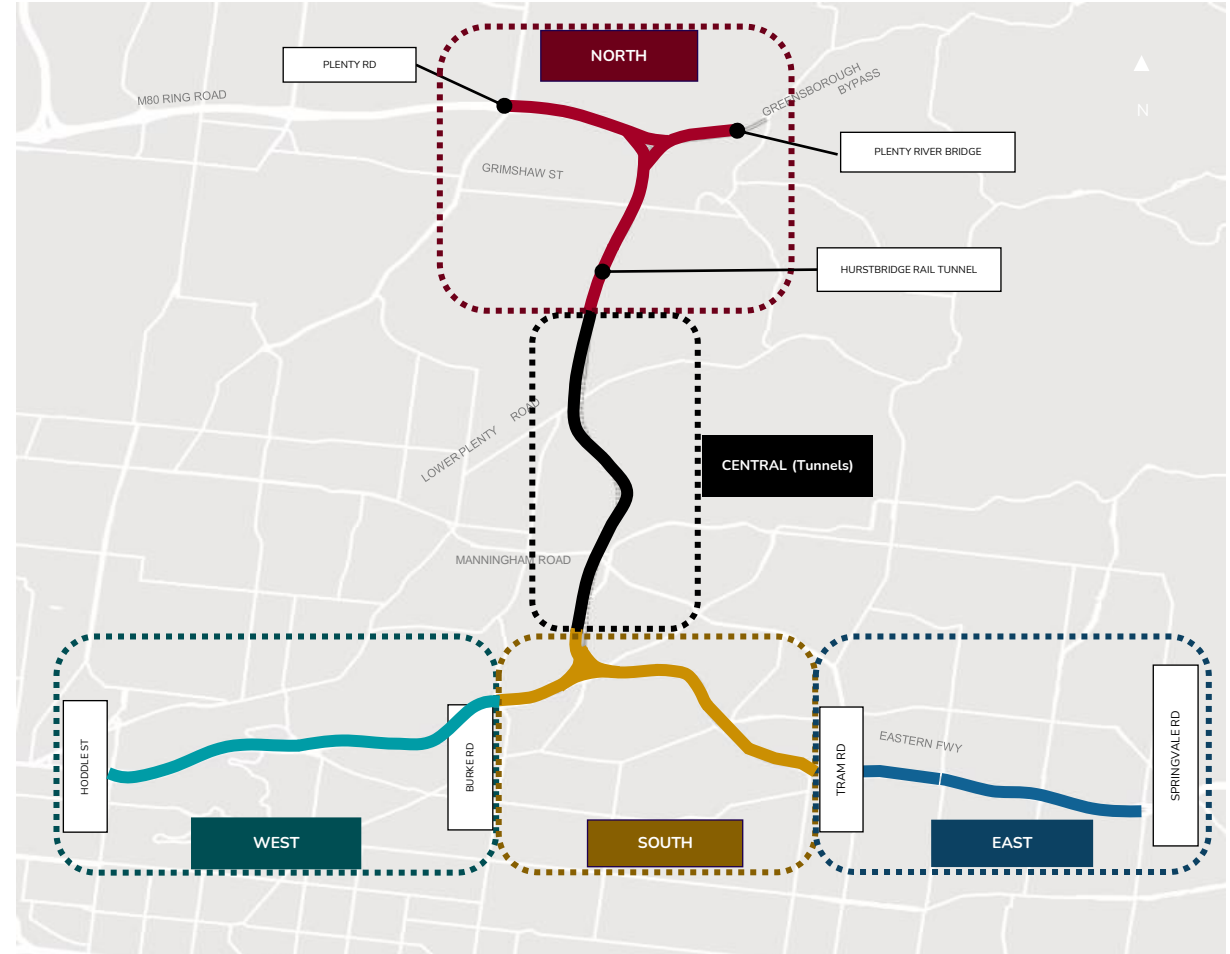 NORTH
PLENTY RD
M80 RING ROAD
GREENSBOROUGH
BYPASS
N
PLENTY RIVER BRIDGE
GRIMSHAW ST
HURSTBRIDGE RAIL TUNNEL
LOWER PLENTY ROAD
CENTRAL (Tunnels)
MANNINGHAM ROAD
HODDLE ST
BURKE RD
TRAM RD
EASTERN FWY
SPRINGVALE RD
WEST
SOUTH
EAST